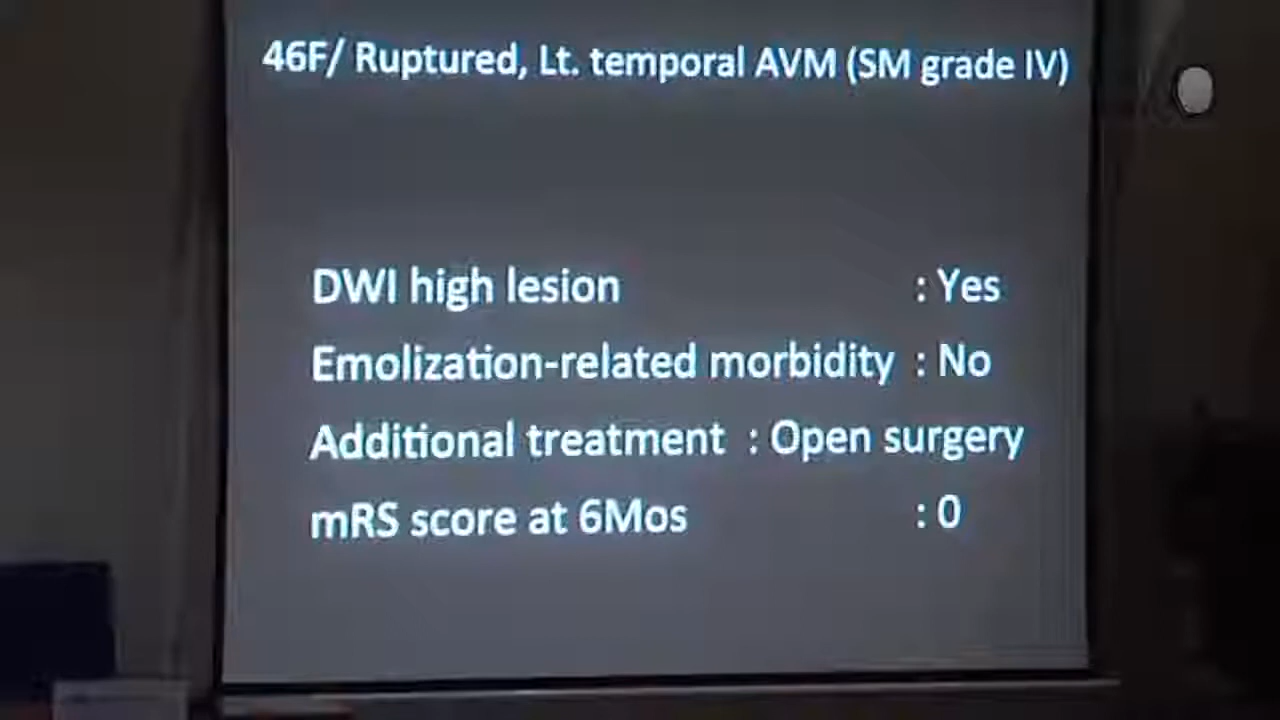 46F/ Ruptured, Lt. temporal AVM (SM grade IV)
DWI high lesion : Yes
Emolization-related morbidity : No
Additional treatment : Open surgery
mRS score at 6Mos : 0